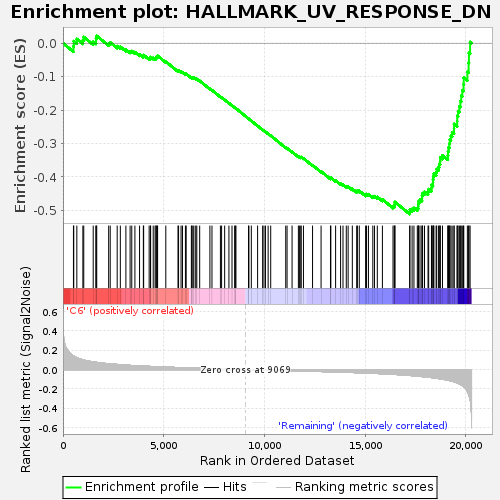 Enrichment plot: HALLMARK_UV_RESPONSE_DN
Enrichment score (ES)
0.0
-0.1
-0.2
-0.3
-0.4
-0.5
'C6' (positively correlated)
Ranked list metric (Signal2Noise)
0.6
0.4
0.2
0.0
-0.2
-0.4
-0.6
Zero cross at 9069
'Remaining' (negatively correlated)
0
5,000
10,000
15,000
20,000
Rank in Ordered Dataset
Enrichment profile
Hits
Ranking metric scores